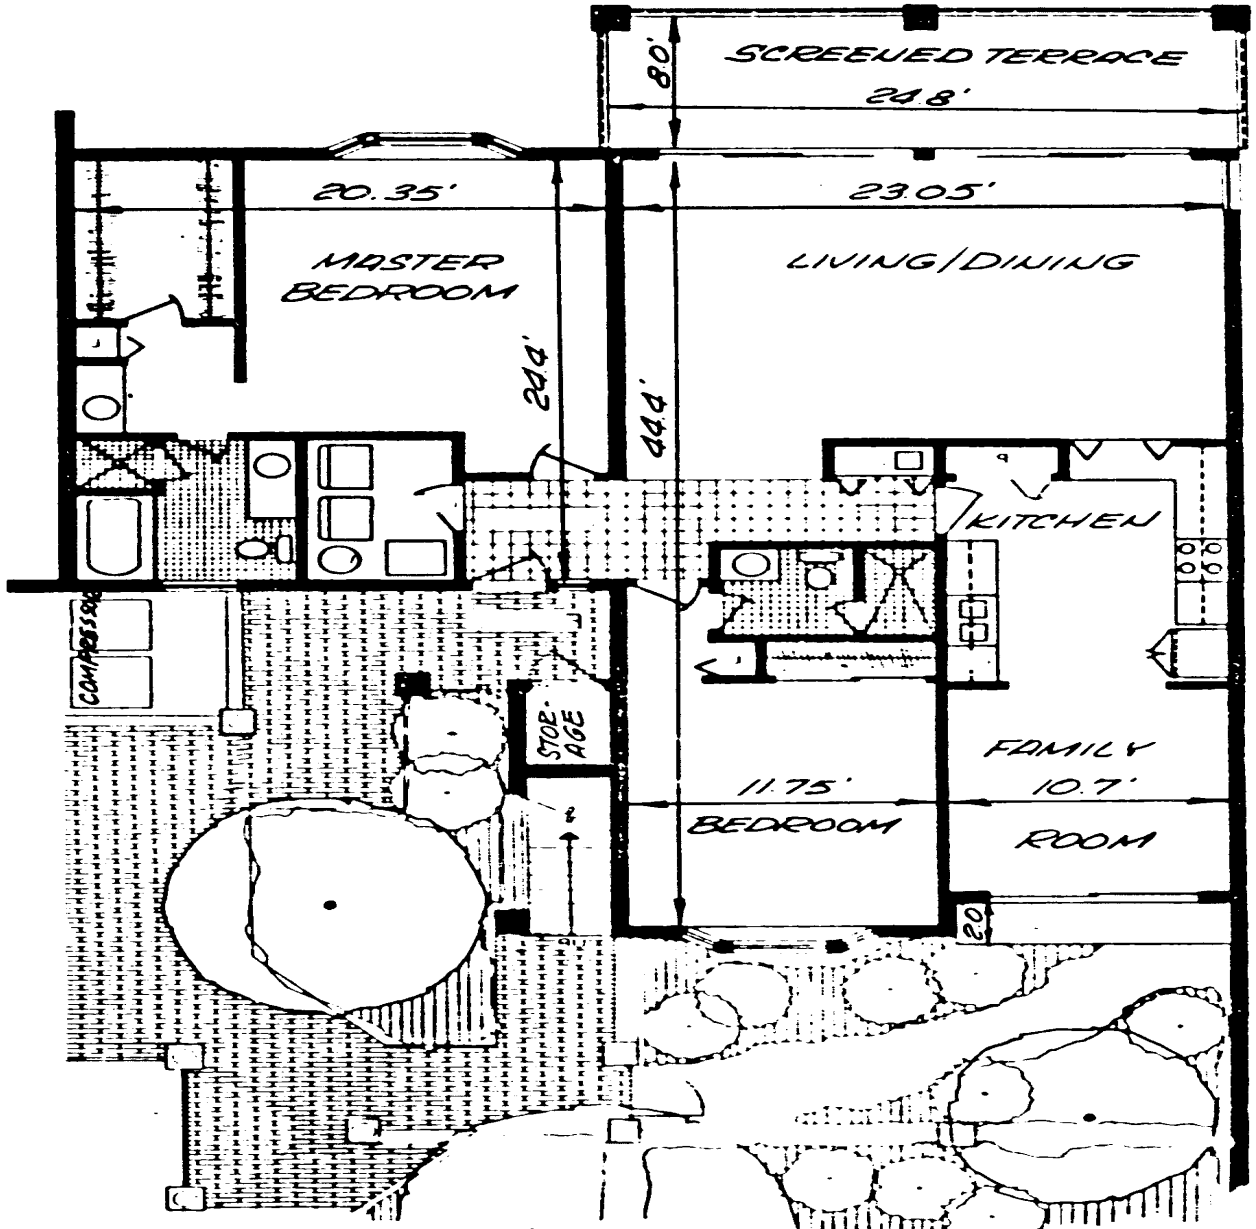 SCREENED TERRACE
8.0'
24.8'
20.35'
23.05'
MASTER
BEDROOM
LIVING/DINING
24.4'
44.4'
KITCHEN
COMPRESSRS
STOR-
AGE
FAMILY
11.75'
10.7'
BEDROOM
ROOM
2.0